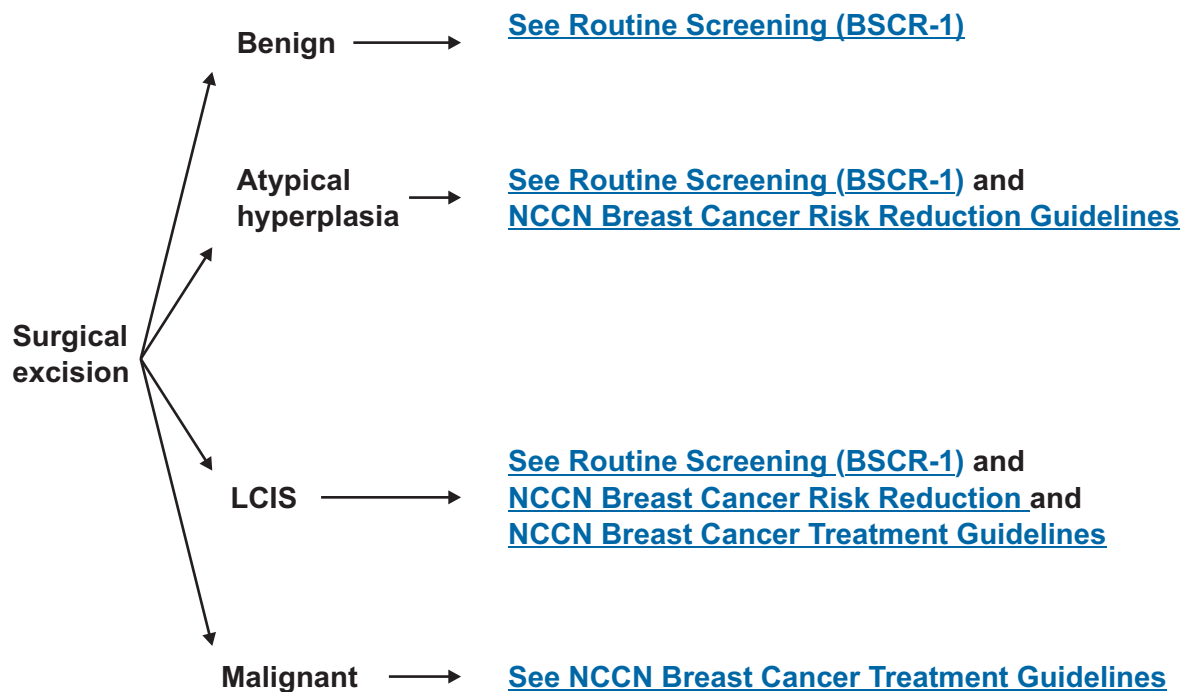 Surgical
excision
Benign
See Routine Screening (BSCR-1)
Atypical
hyperplasia
See Routine Screening (BSCR-1) and
NCCN Breast Cancer Risk Reduction Guidelines
LCIS
See Routine Screening (BSCR-1) and
NCCN Breast Cancer Risk Reduction and
NCCN Breast Cancer Treatment Guidelines
Malignant
See NCCN Breast Cancer Treatment Guidelines